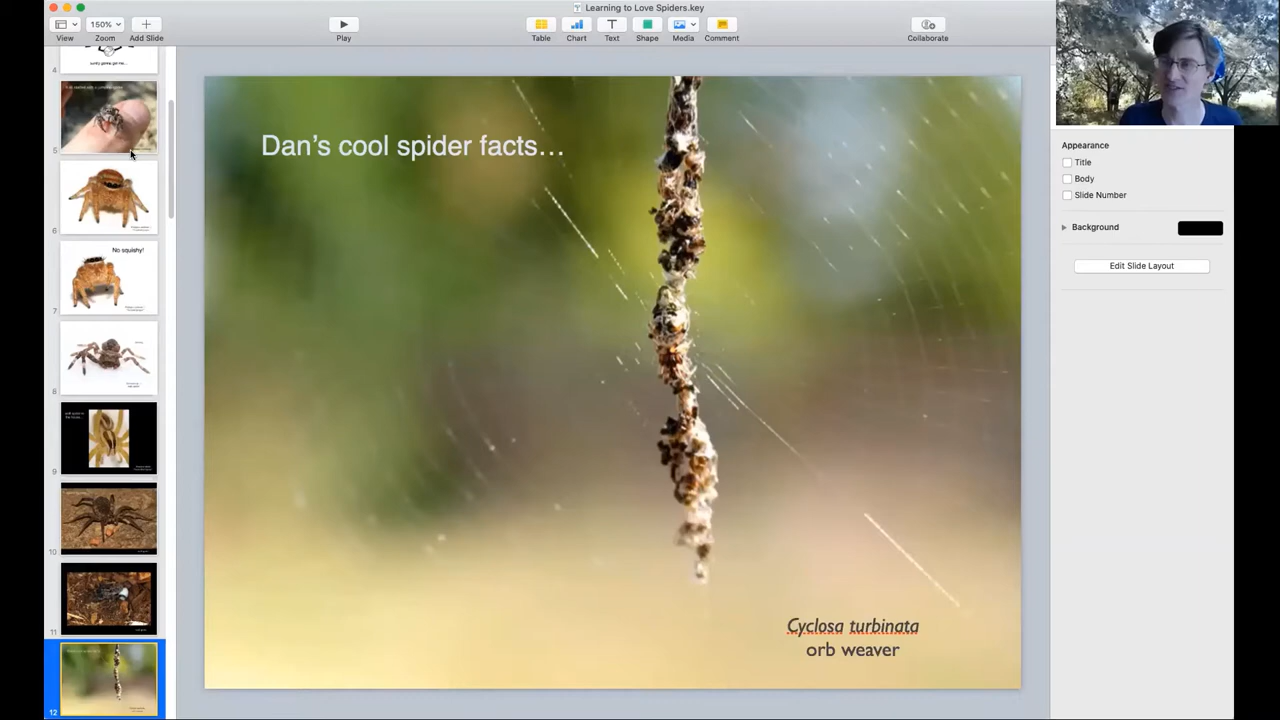 Learning to Love Spiders.key
150%
View
Zoom
Add Slide
Play
Table
Chart
Text
Shape
Media
Comment
Collaborate
4
5
6
No squishy!
7
8
9
10
11
12
Dan’s cool spider facts…
Cyclosa turbinata
orb weaver
Appearance
Title
Body
Slide Number
Background
Edit Slide Layout